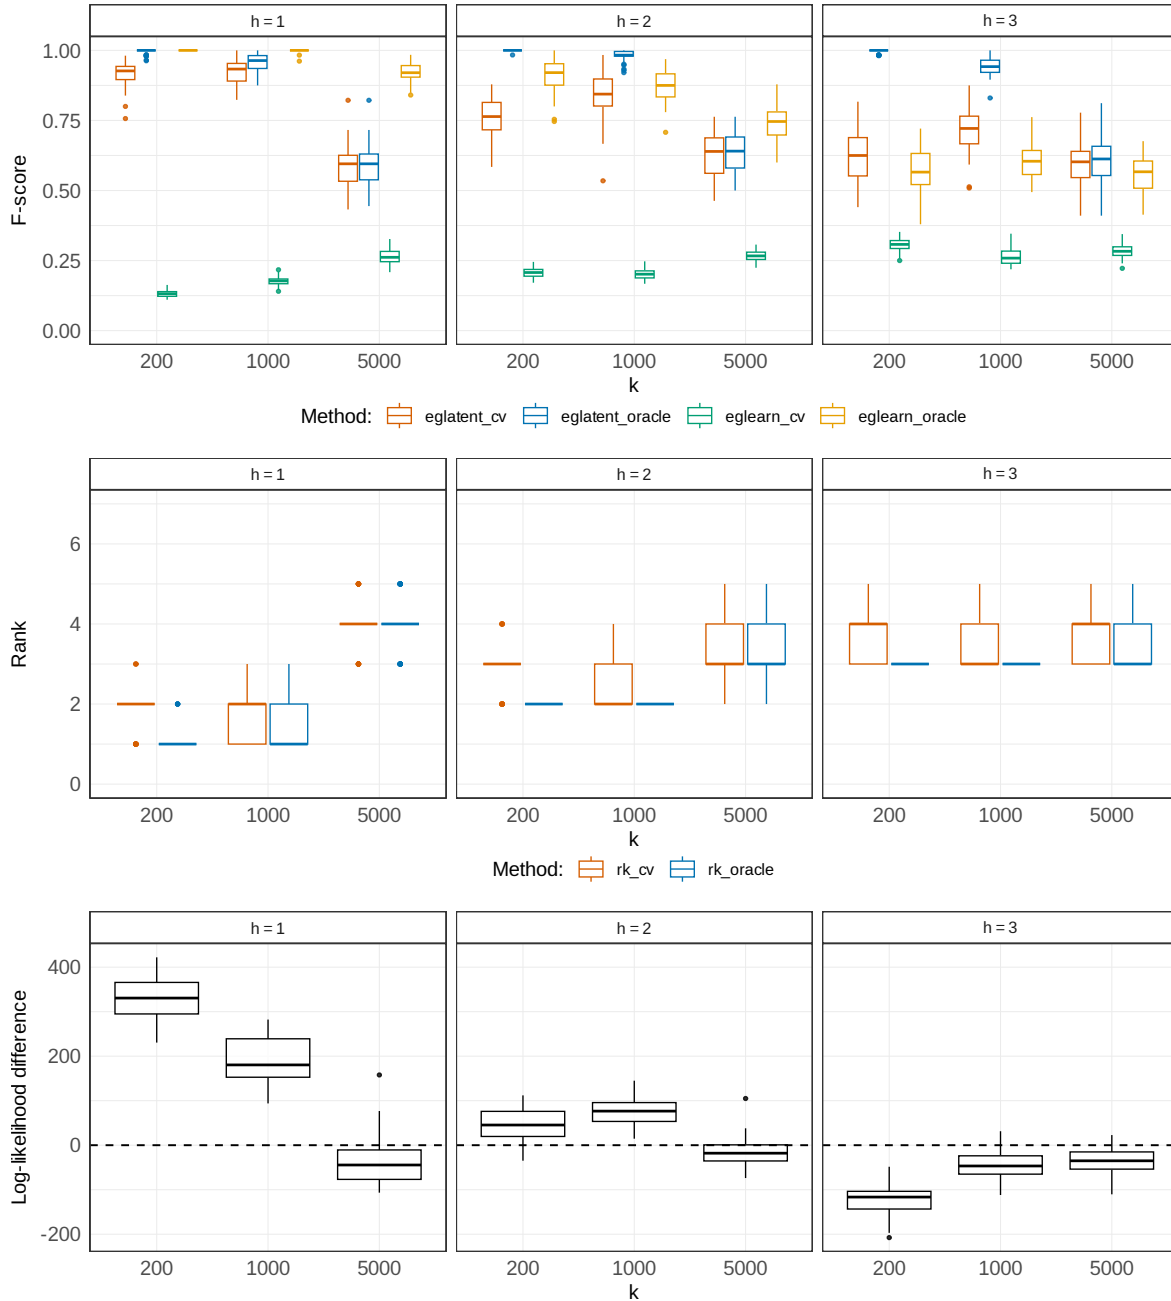 h = 1 h = 2 h = 3
1.00
0.75
0.50
0.25
0.00
F-score
200 1000 5000 200 1000 5000 200 1000 5000
k
Method: eglatent_cv eglatent_oracle eglearn_cv eglearn_oracle
h = 1 h = 2 h = 3
6
4
2
0
Rank
200 1000 5000 200 1000 5000 200 1000 5000
k
Method: rk_cv rk_oracle
h = 1 h = 2 h = 3
400
200
0
-200
Log-likelihood difference
200 1000 5000 200 1000 5000 200 1000 5000
k